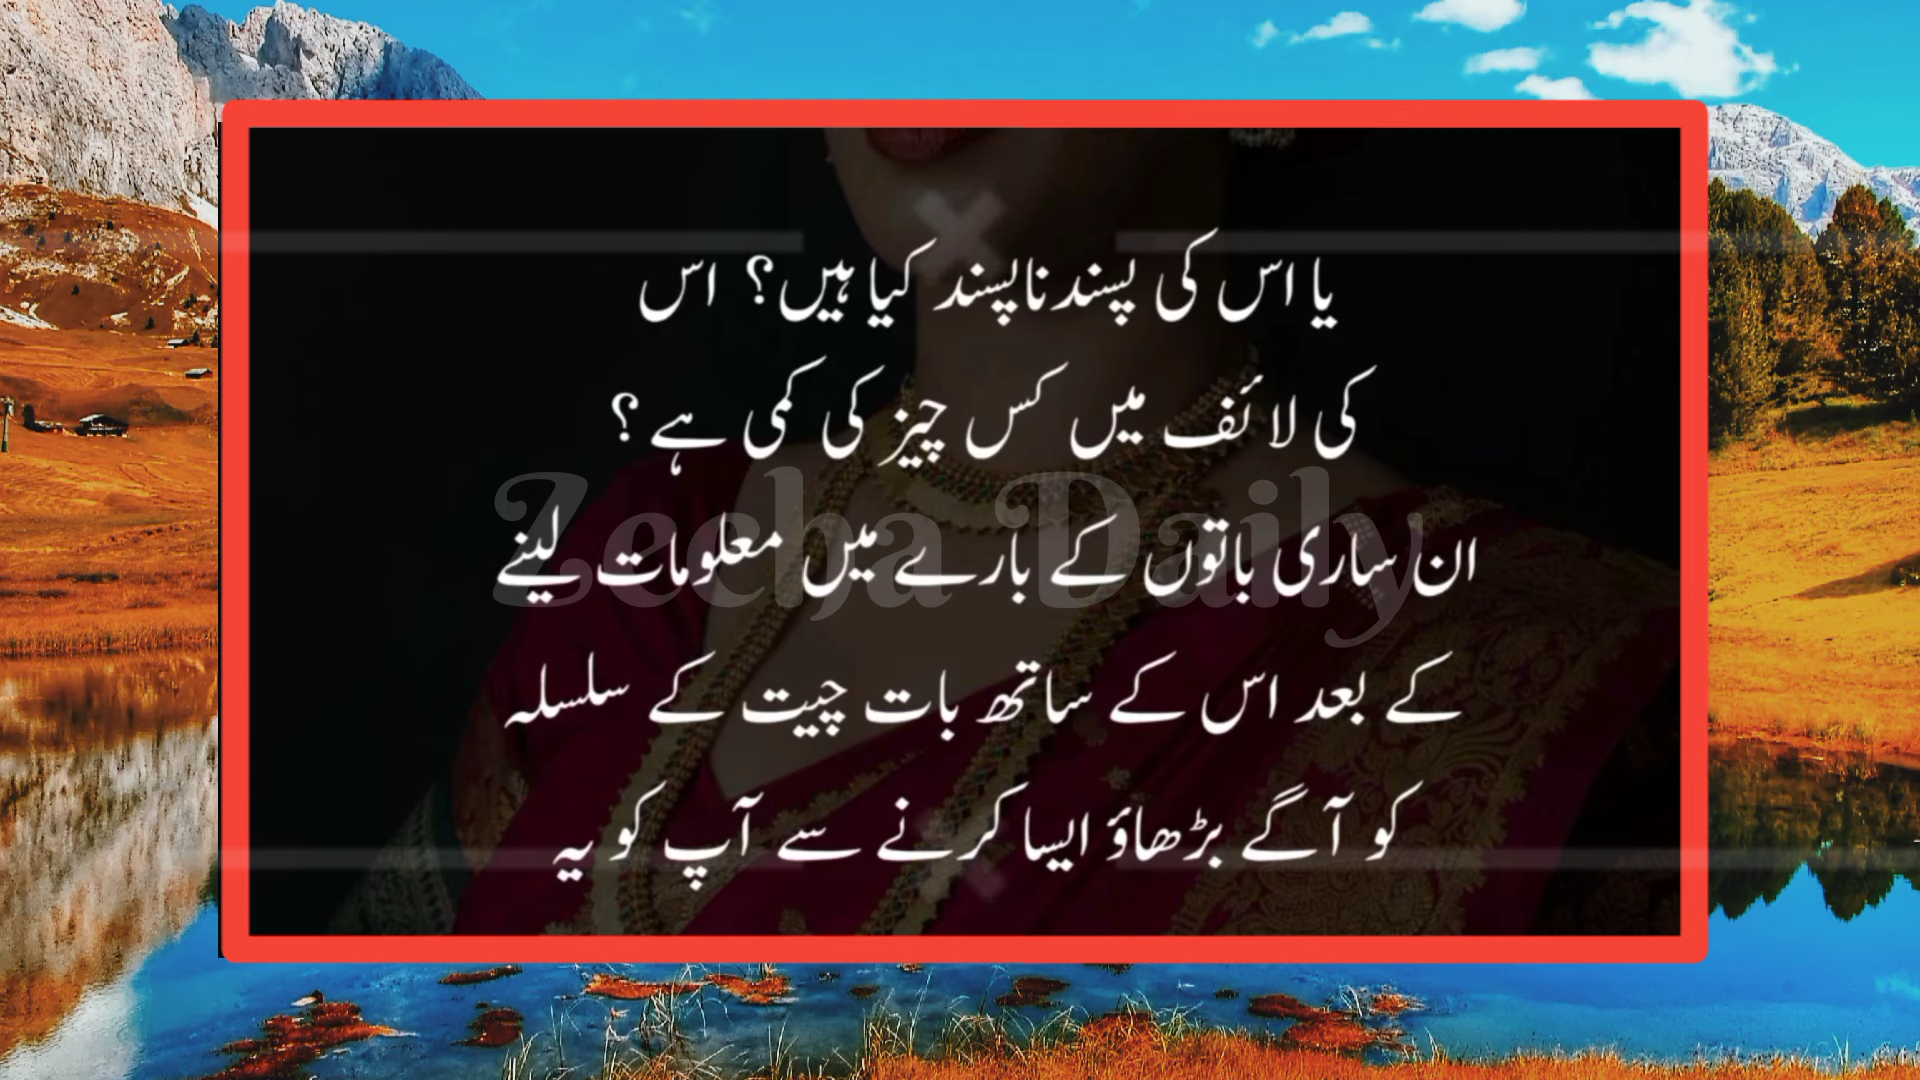 یا اس کی پسند ناپسند کیا ہیں؟ اس
کی لائف میں کس چیز کی کمی ہے؟
ان ساری باتوں کے بارے میں معلومات لینے
کے بعد اس کے ساتھ بات چیت کے سلسلہ
کو آگے بڑھاؤ ایسا کرنے سے آپ کو یہ
Zecha Daily